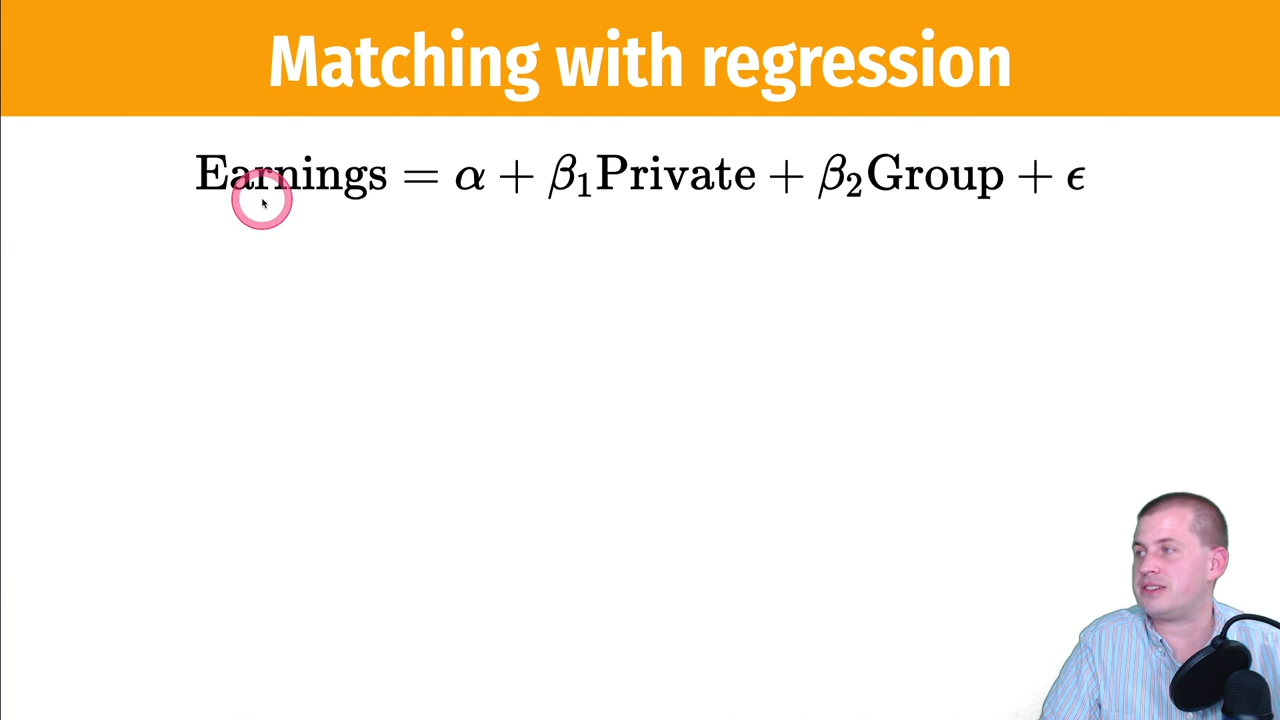 Matching with regression
Earnings = α + β₁Private + β₂Group + ϵ